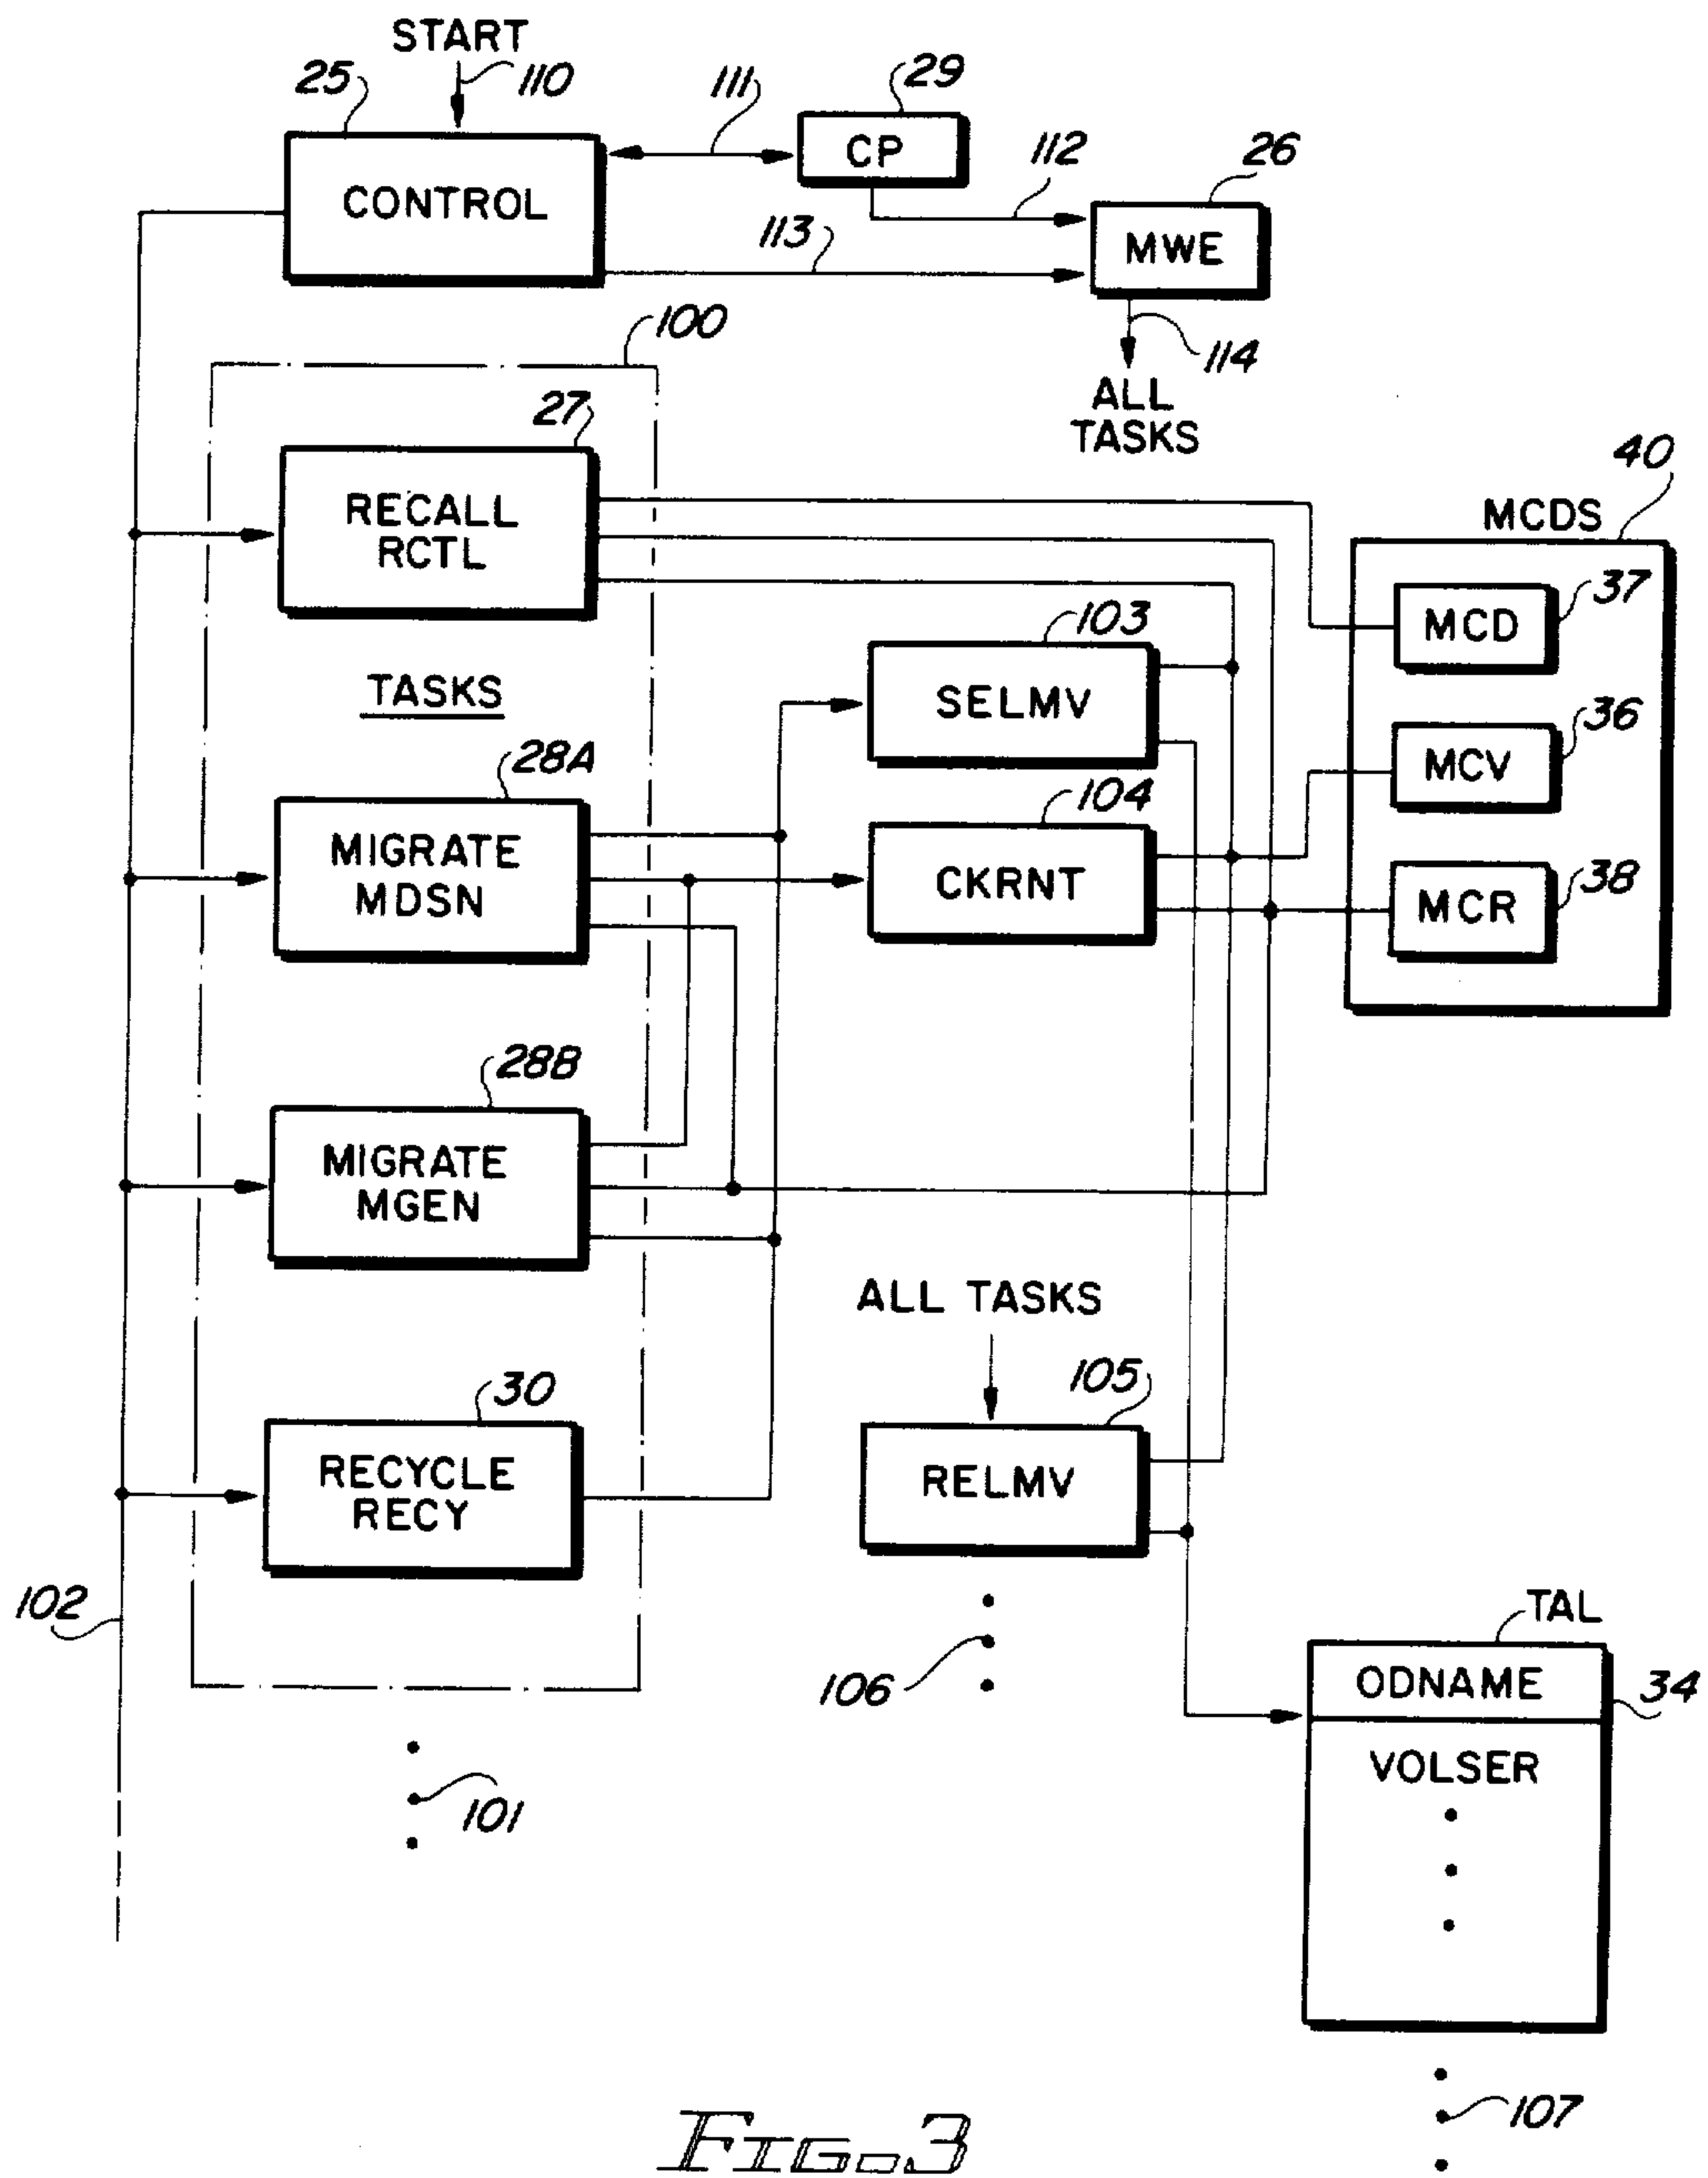 START
110
25
CONTROL
111
29
CP
112
26
MWE
113
114
ALL
TASKS
100
27
RECALL
RCTL
40
MCDS
37
MCD
36
MCV
38
MCR
TASKS
103
SELMV
28A
MIGRATE
MDSN
104
CKRNT
28B
MIGRATE
MGEN
ALL TASKS
105
RELMV
30
RECYCLE
RECY
102
106
TAL
ODNAME
34
VOLSER
101
107
FIG. 3